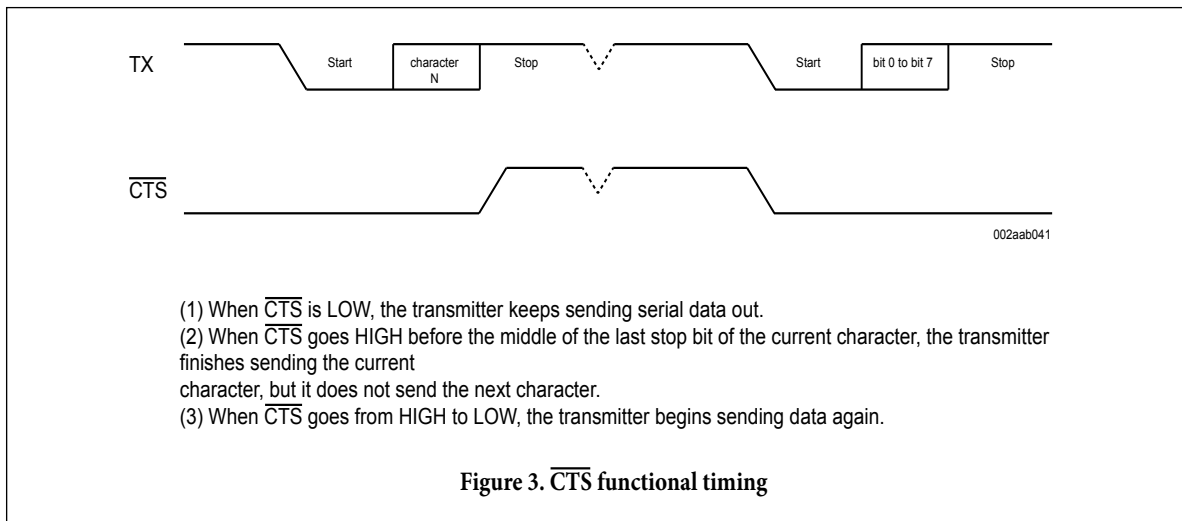 TX
Start
character
N
Stop
Start
bit 0 to bit 7
Stop
CTS
002aab041
(1) When CTS is LOW, the transmitter keeps sending serial data out.
(2) When CTS goes HIGH before the middle of the last stop bit of the current character, the transmitter
finishes sending the current
character, but it does not send the next character.
(3) When CTS goes from HIGH to LOW, the transmitter begins sending data again.
Figure 3. CTS functional timing